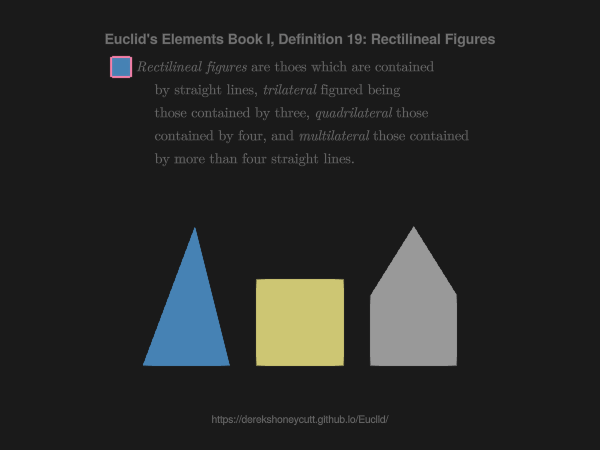 Euclid's Elements Book I, Definition 19: Rectilineal Figures
Rectilineal figures are thoes which are contained
by straight lines, trilateral figured being
those contained by three, quadrilateral those
contained by four, and multilateral those contained
by more than four straight lines.
https://derekshoneycutt.github.io/Euclid/